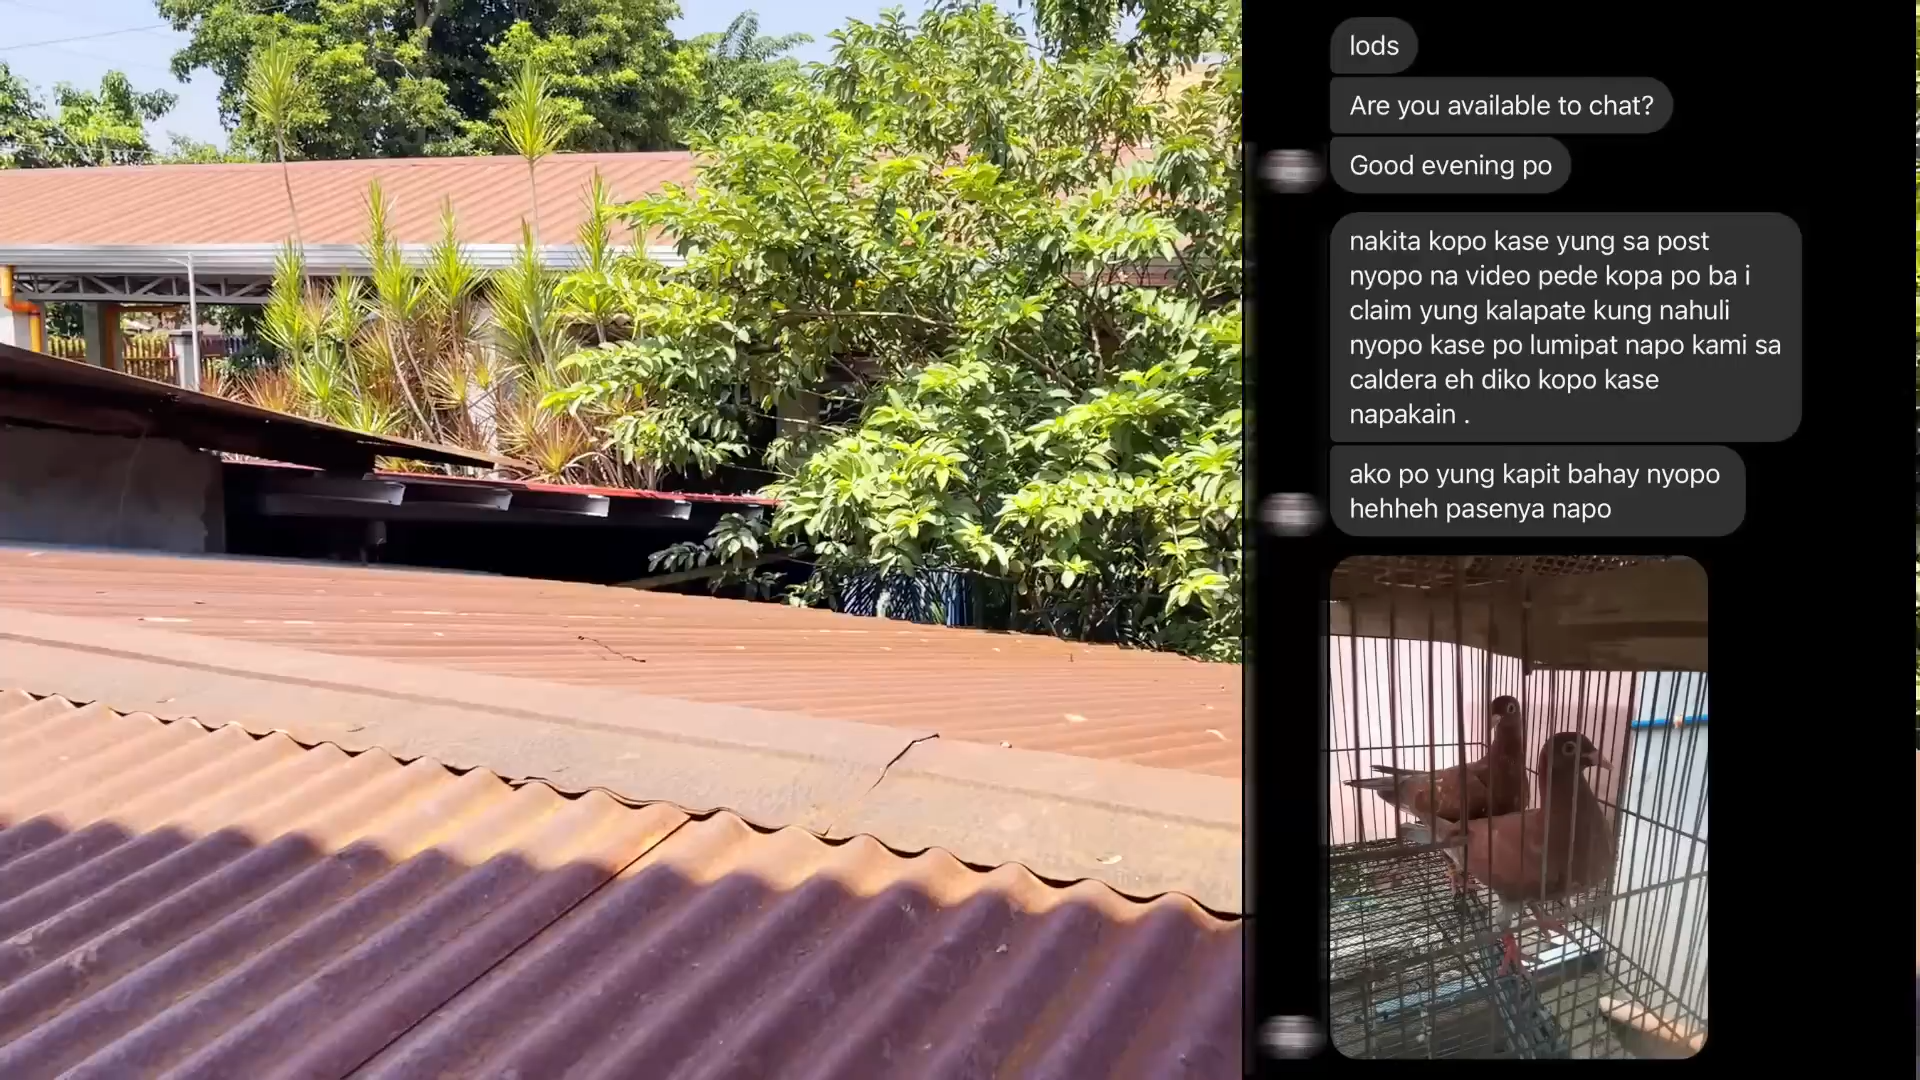 lods
Are you available to chat?
Good evening po
nakita kopo kase yung sa post
nyopo na video pede kopa po ba i
claim yung kalapate kung nahuli
nyopo kase po lumipat napo kami sa
caldera eh diko kopo kase
napakain .
ako po yung kapit bahay nyopo
hehheh pasenya napo